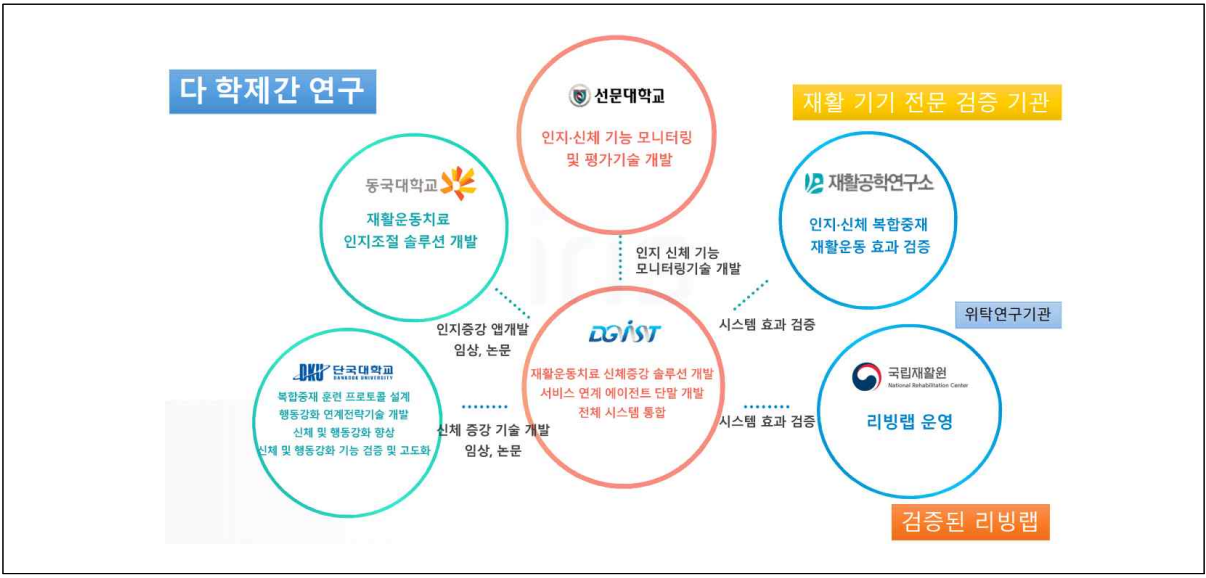 다 학제간 연구
선문대학교
인지·신체 기능 모니터링
및 평가기술 개발
재활 기기 전문 검증 기관
동국대학교
재활운동치료
인지조절 솔루션 개발
재활공학연구소
인지·신체 복합중재
재활운동 효과 검증
인지 신체 기능
모니터링기술 개발
인지증강 앱개발
임상, 논문
시스템 효과 검증
위탁연구기관
DGIST
재활운동치료 신체증강 솔루션 개발
서비스 연계 에이전트 단말 개발
전체 시스템 통합
DKU 단국대학교
DANKOOK UNIVERSITY
복합중재 훈련 프로토콜 설계
행동강화 연계전략기술 개발
신체 및 행동강화 향상
신체 및 행동강화 기능 검증 및 고도화
신체 증강 기술 개발
임상, 논문
시스템 효과 검증
국립재활원
National Rehabilitation Center
리빙랩 운영
검증된 리빙랩